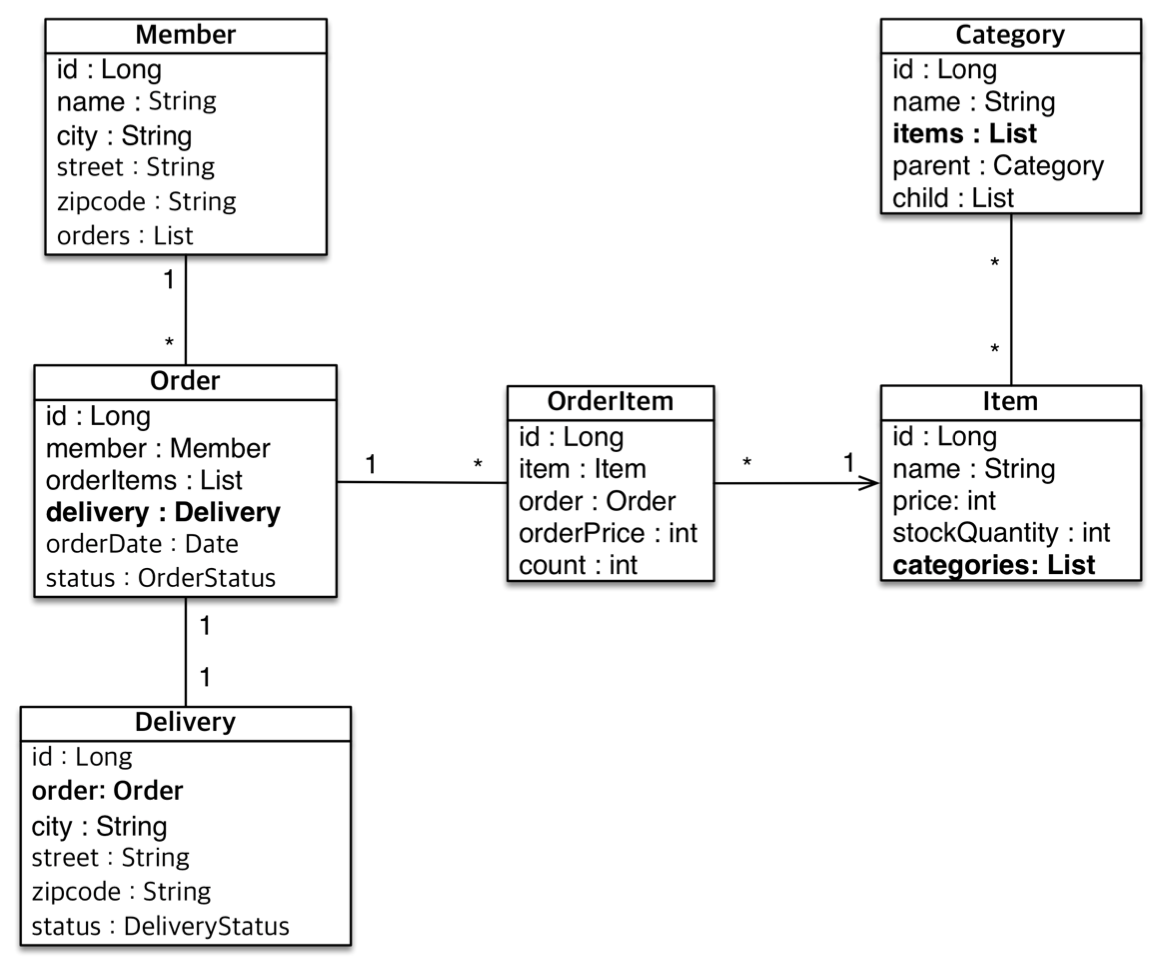 Member
id : Long
name : String
city : String
street : String
zipcode : String
orders : List
1
*
Order
id : Long
member : Member
orderItems : List
delivery : Delivery
orderDate : Date
status : OrderStatus
1
*
OrderItem
id : Long
item : Item
order : Order
orderPrice : int
count : int
*
1
Category
id : Long
name : String
items : List
parent : Category
child : List
*
*
Item
id : Long
name : String
price: int
stockQuantity : int
categories: List
1
1
Delivery
id : Long
order: Order
city : String
street : String
zipcode : String
status : DeliveryStatus